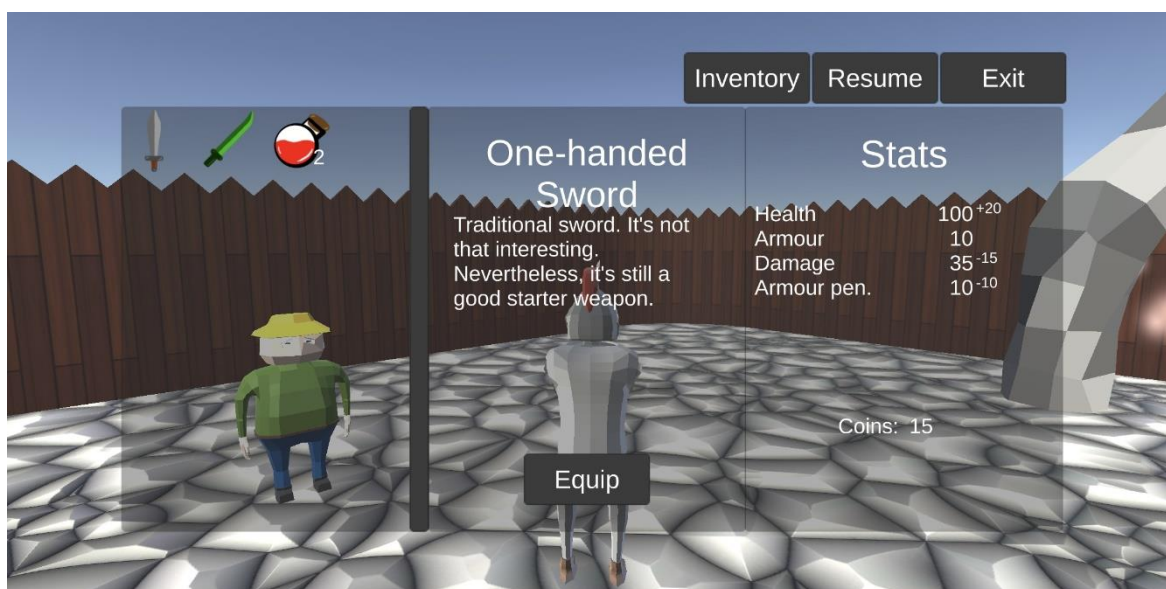 Inventory Resume Exit
2
One-handed
Sword
Traditional sword. It's not
that interesting.
Nevertheless, it's still a
good starter weapon.
Stats
Health 100 +20
Armour 10
Damage 35 -15
Armour pen. 10 -10
Coins: 15
Equip